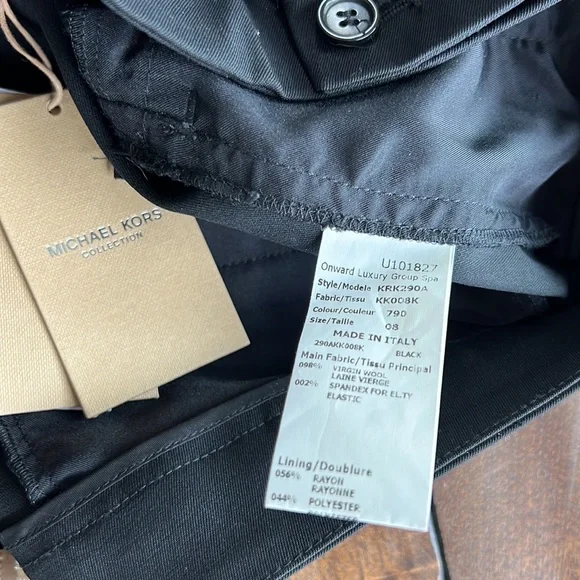 MICHAEL KORS
COLLECTION
U101827
Onward Luxury Group Spa
Style/Modele KRK290A
Fabric/Tissu KK008K
Colour/Couleur 790
Size/Taille 08
MADE IN ITALY
290AKK008K BLACK
Main Fabric/Tissu Principal
098% VIRGIN WOOL
LAINE VIERGE
002% SPANDEX FOR EL.TY
ELASTIC
Lining/Doublure
056% RAYON
RAYONNE
044% POLYESTER